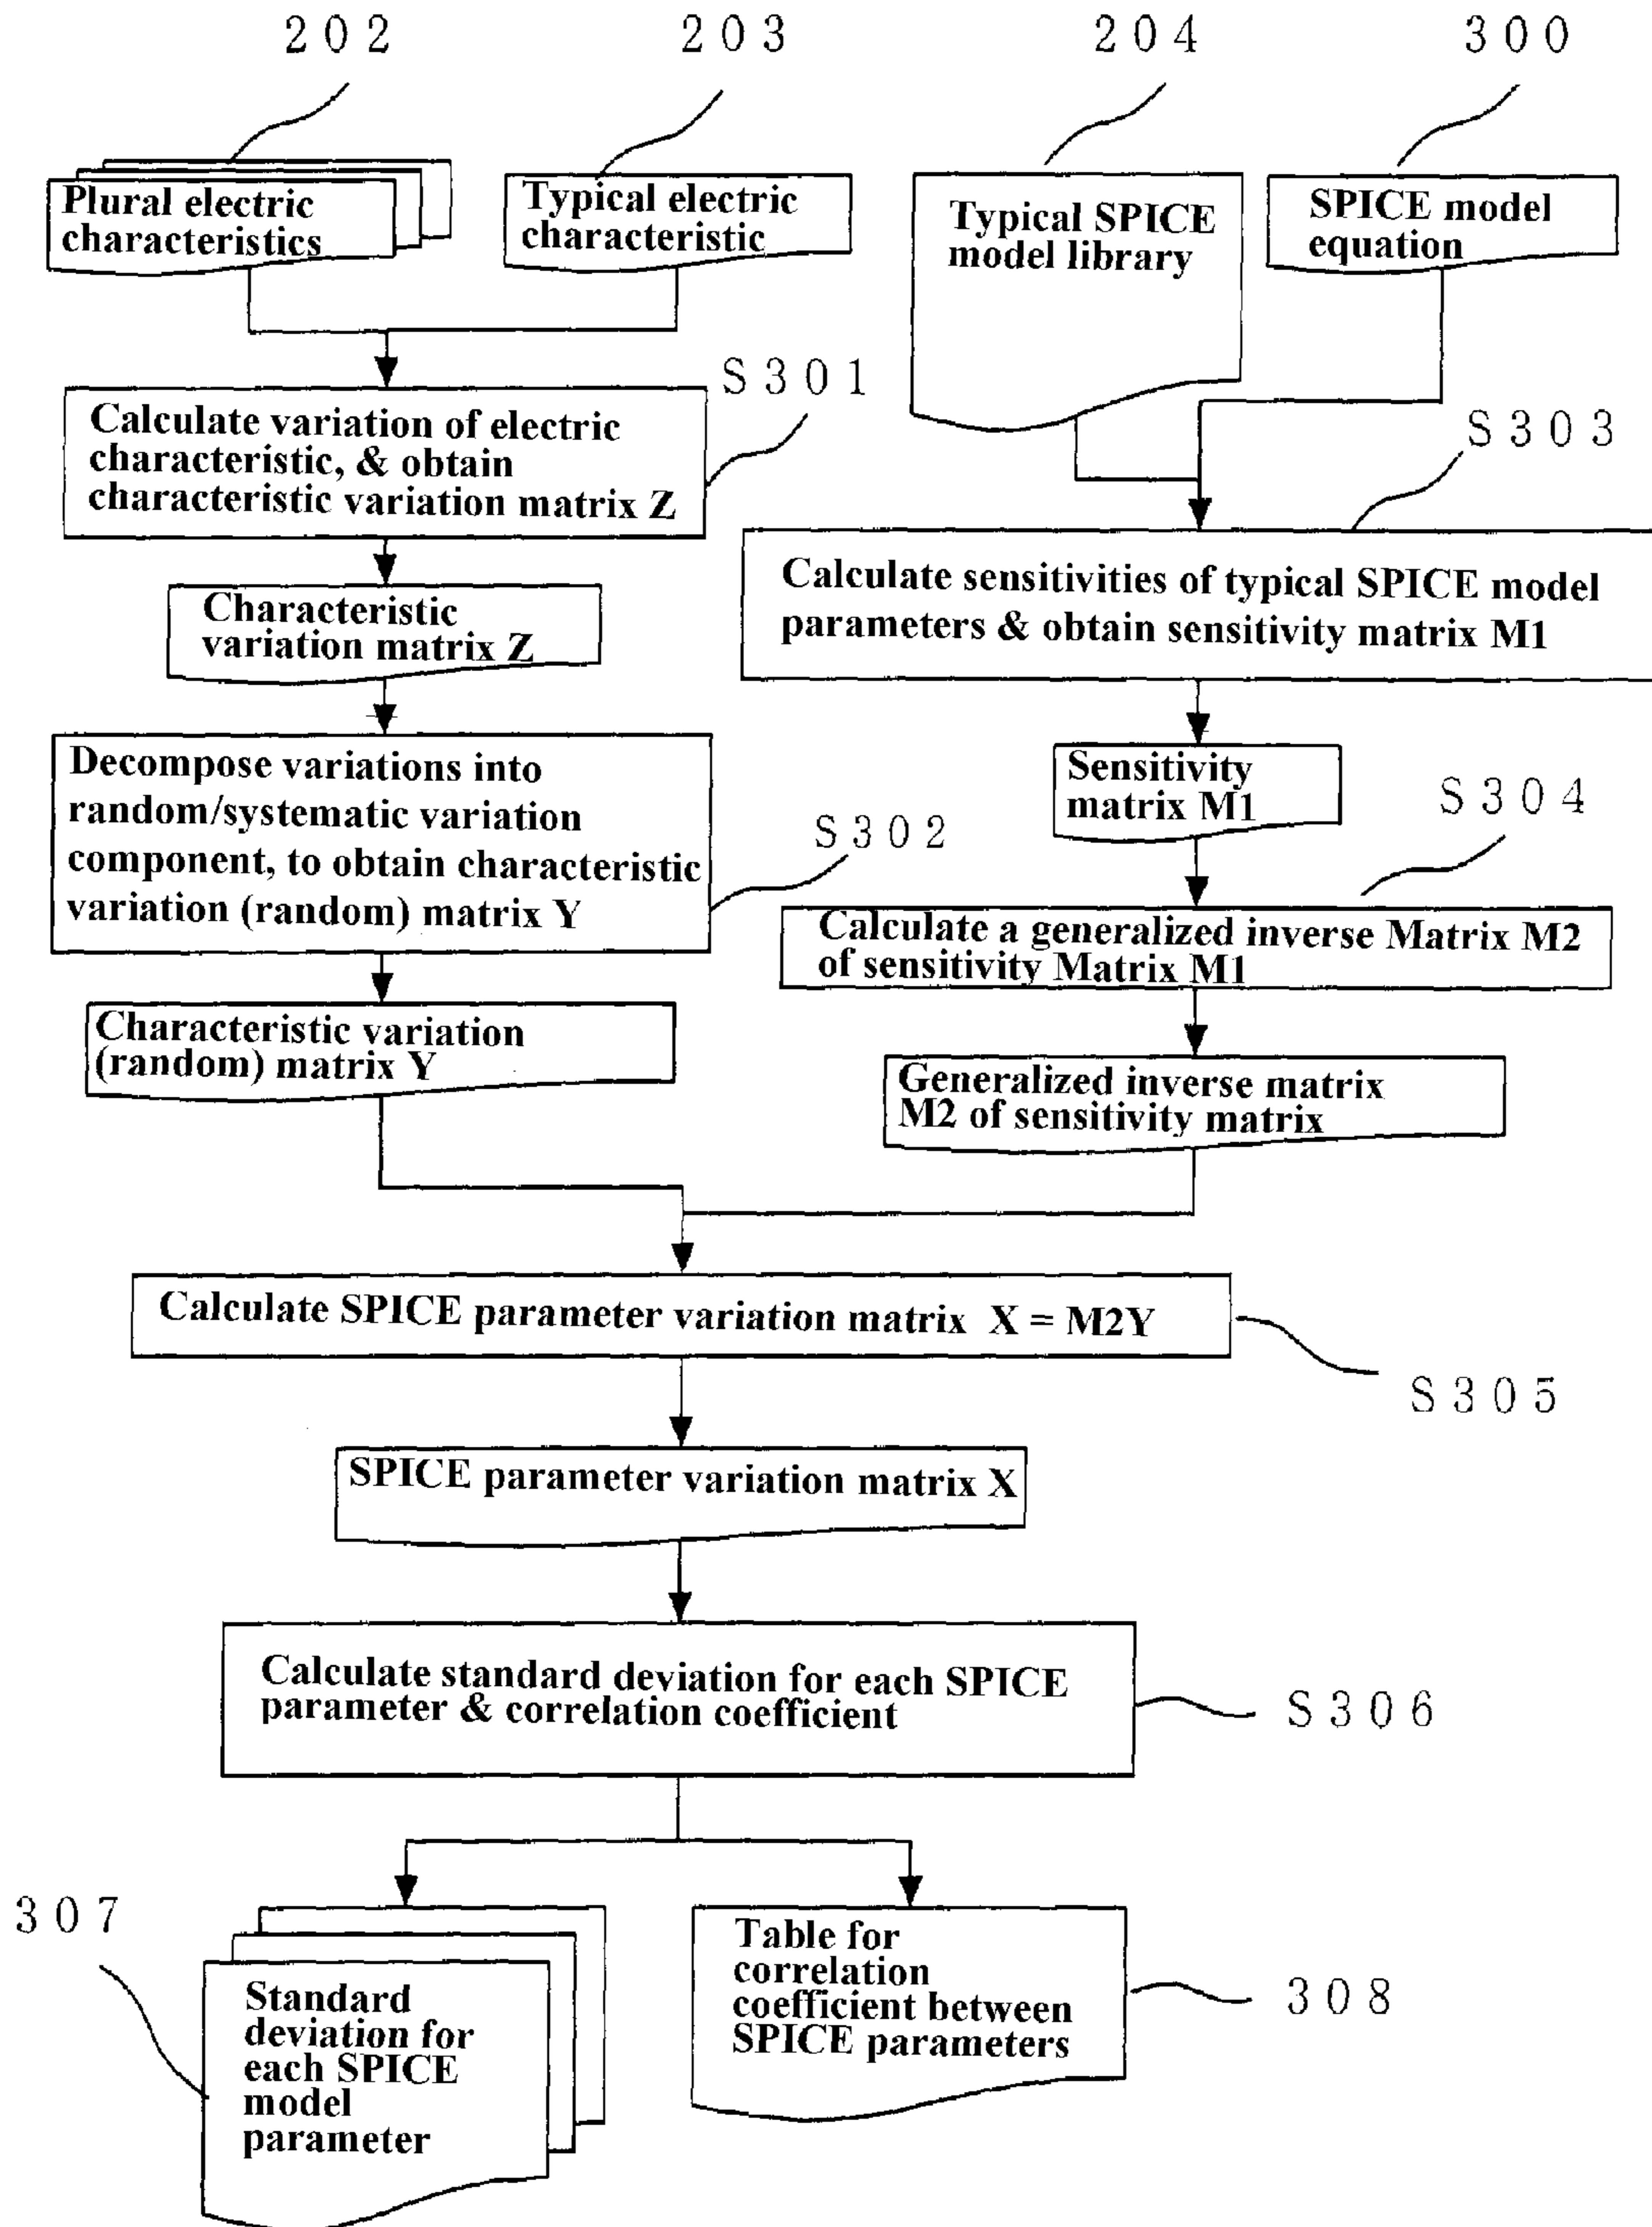 202
203
204
300
Plural electric
characteristics
Typical electric
characteristic
Typical SPICE
model library
SPICE model
equation
S301
Calculate variation of electric
characteristic, & obtain
characteristic variation matrix Z
S303
Calculate sensitivities of typical SPICE model
parameters & obtain sensitivity matrix M1
Characteristic
variation matrix Z
Decompose variations into
random/systematic variation
component, to obtain characteristic
variation (random) matrix Y
S302
Sensitivity
matrix M1
S304
Calculate a generalized inverse Matrix M2
of sensitivity Matrix M1
Characteristic variation
(random) matrix Y
Generalized inverse matrix
M2 of sensitivity matrix
Calculate SPICE parameter variation matrix X = M2Y
S305
SPICE parameter variation matrix X
Calculate standard deviation for each SPICE
parameter & correlation coefficient
S306
307
Standard
deviation for
each SPICE
model
parameter
Table for
correlation
coefficient between
SPICE parameters
308